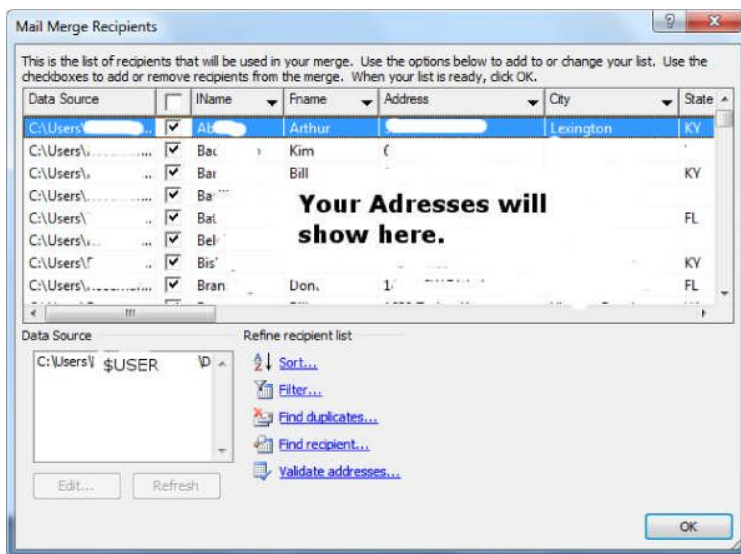 Mail Merge Recipients
This is the list of recipients that will be used in your merge. Use the options below to add to or change your list. Use the
checkboxes to add or remove recipients from the merge. When your list is ready, click OK.
Data Source lName Fname Address City State
C:\Users\ ... Arthur Lexington KY
C:\Users\ ... Kim
C:\Users\ ... Bill KY
C:\Users\ ...
C:\Users\ ... FL
C:\Users\ ...
C:\Users\ ... KY
C:\Users\ ... Bran Don. FL
Your Adresses will
show here.
Data Source Refine recipient list
C:\Users\ $USER \D
Sort...
Filter...
Find duplicates...
Find recipient...
Validate addresses...
Edit... Refresh
OK